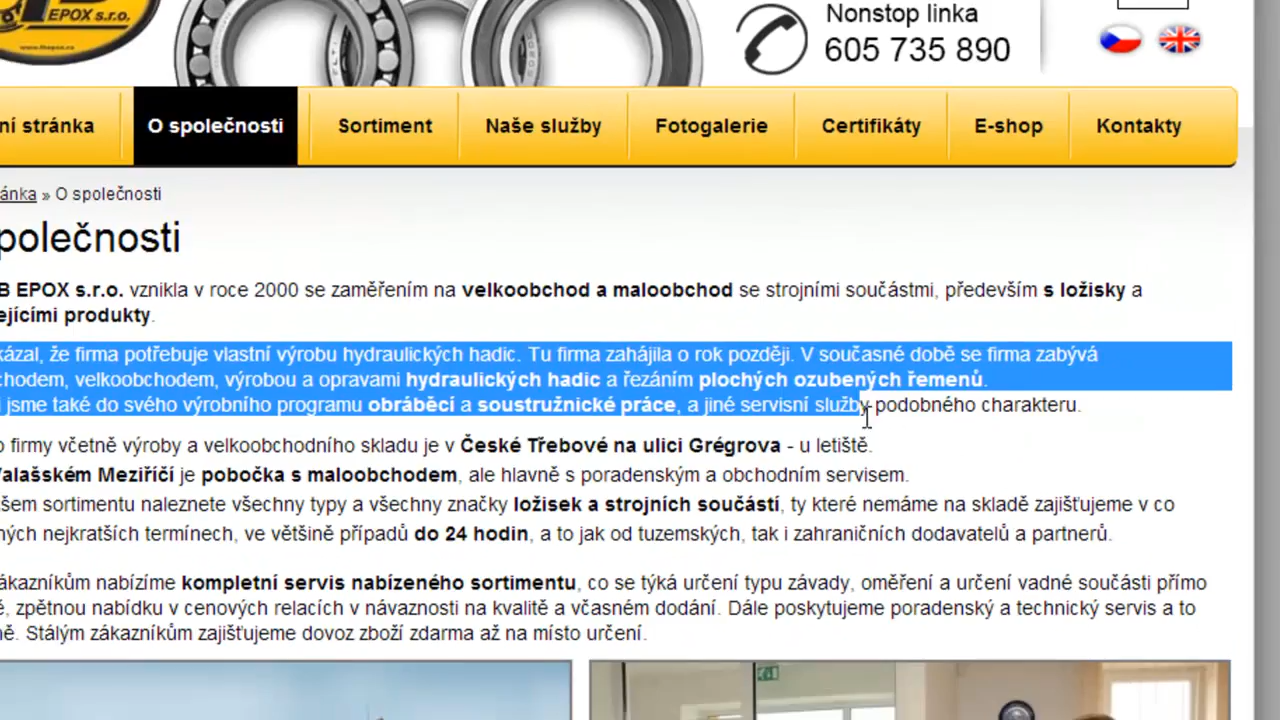 EPOX s.r.o.
Nonstop linka
605 735 890
ní stránka
O společnosti
Sortiment
Naše služby
Fotogalerie
Certifikáty
E-shop
Kontakty
ránka » O společnosti
polečnosti
B EPOX s.r.o. vznikla v roce 2000 se zaměřením na velkoobchod a maloobchod se strojními součástmi, především s ložisky a
ejícími produkty.
kázal, že firma potřebuje vlastní výrobu hydraulických hadic. Tu firma zahájila o rok později. V současné době se firma zabývá
chodem, velkoobchodem, výrobou a opravami hydraulických hadic a řezáním plochých ozubených řemenů.
i jsme také do svého výrobního programu obráběcí a soustružnické práce, a jiné servisní služby podobného charakteru.
o firmy včetně výroby a velkoobchodního skladu je v České Třebové na ulici Grégrova - u letiště.
Valašském Meziříčí je pobočka s maloobchodem, ale hlavně s poradenským a obchodním servisem.
ašem sortimentu naleznete všechny typy a všechny značky ložisek a strojních součástí, ty které nemáme na skladě zajišťujeme v co
ných nejkratších termínech, ve většině případů do 24 hodin, a to jak od tuzemských, tak i zahraničních dodavatelů a partnerů.
ákazníkům nabízíme kompletní servis nabízeného sortimentu, co se týká určení typu závady, oměření a určení vadné součásti přímo
ě, zpětnou nabídku v cenových relacích v návaznosti na kvalitě a včasném dodání. Dále poskytujeme poradenský a technický servis a to
ně. Stálým zákazníkům zajišťujeme dovoz zboží zdarma až na místo určení.